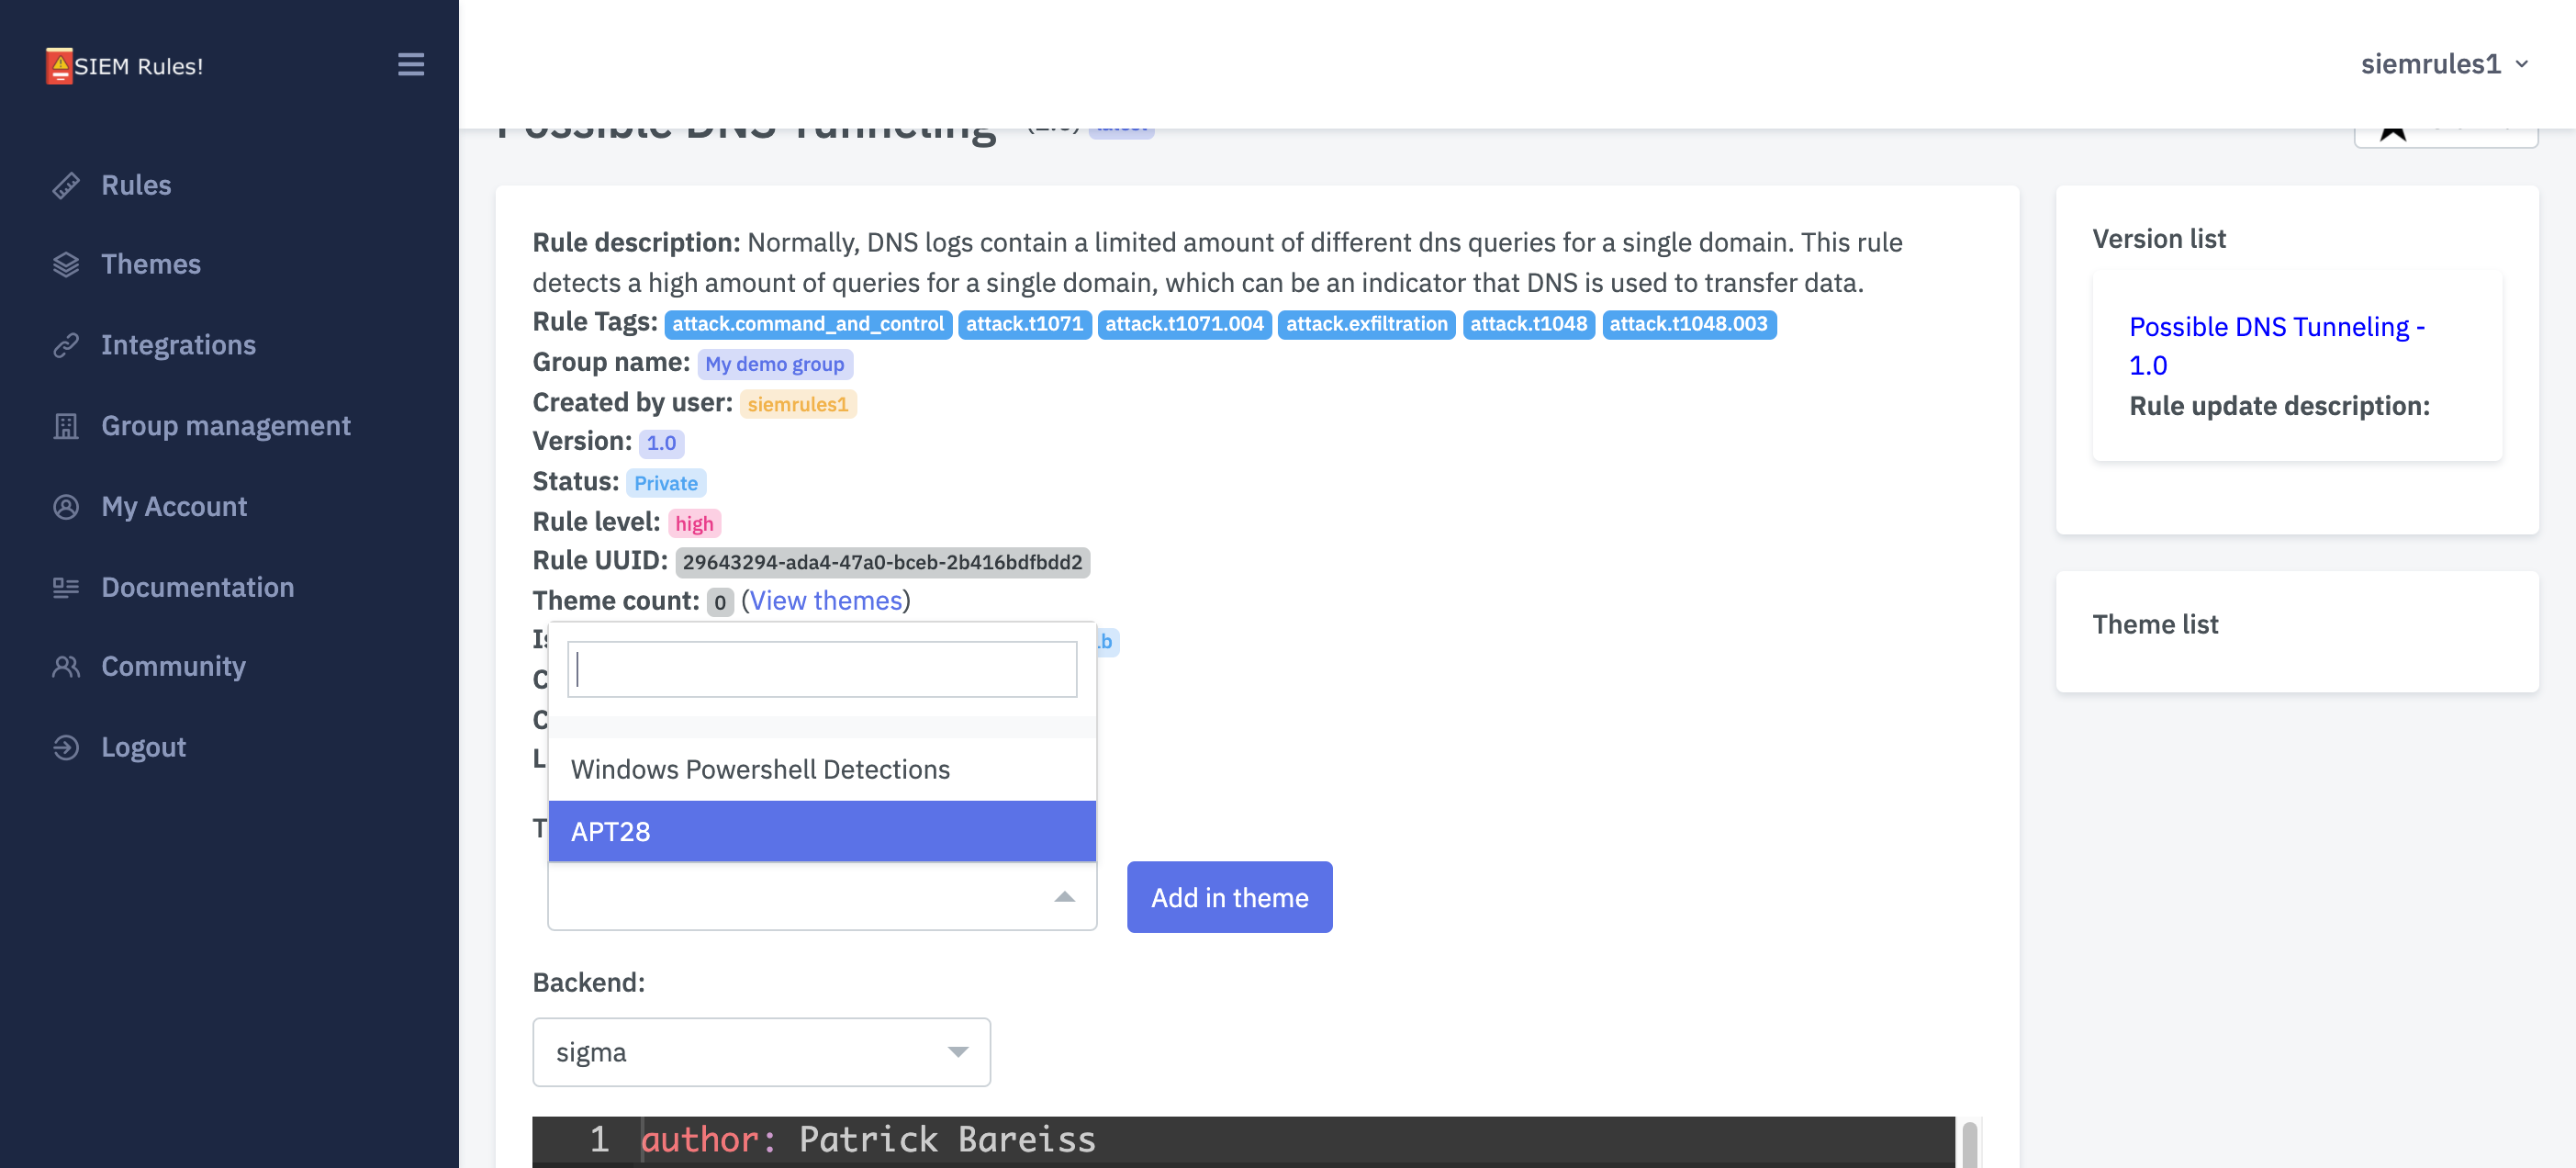 SIEM Rules!
siemrules1
Rules
Themes
Integrations
Group management
My Account
Documentation
Community
Logout
Possible DNS Tunneling
Rule description: Normally, DNS logs contain a limited amount of different dns queries for a single domain. This rule
detects a high amount of queries for a single domain, which can be an indicator that DNS is used to transfer data.
Rule Tags: attack.command_and_control attack.t1071 attack.t1071.004 attack.exfiltration attack.t1048 attack.t1048.003
Group name: My demo group
Created by user: siemrules1
Version: 1.0
Status: Private
Rule level: high
Rule UUID: 29643294-ada4-47a0-bceb-2b416bdfbdd2
Theme count: 0 (View themes)
Windows Powershell Detections
APT28
Add in theme
Backend:
sigma
1 author: Patrick Bareiss
Version list
Possible DNS Tunneling -
1.0
Rule update description:
Theme list